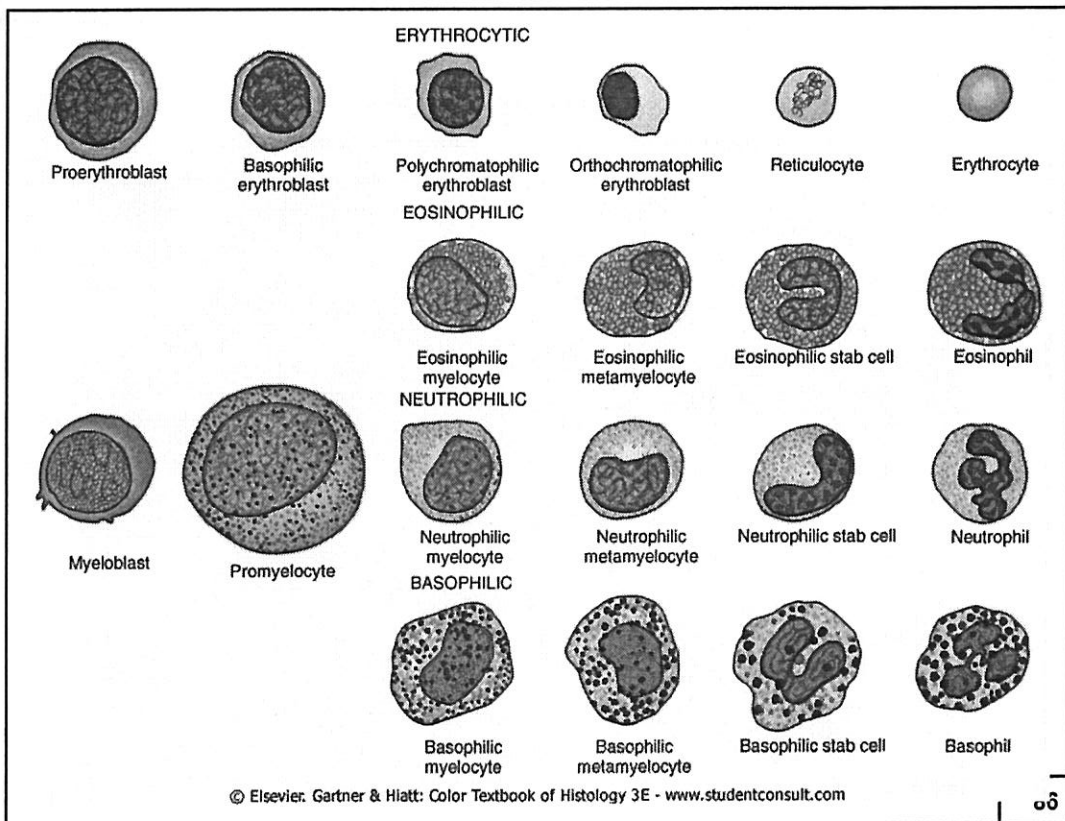 ERYTHROCYTIC
Proerythroblast
Basophilic
erythroblast
Polychromatophilic
erythroblast
Orthochromatophilic
erythroblast
Reticulocyte
Erythrocyte
EOSINOPHILIC
Eosinophilic
myelocyte
Eosinophilic
metamyelocyte
Eosinophilic stab cell
Eosinophil
NEUTROPHILIC
Myeloblast
Promyelocyte
Neutrophilic
myelocyte
Neutrophilic
metamyelocyte
Neutrophilic stab cell
Neutrophil
BASOPHILIC
Basophilic
myelocyte
Basophilic
metamyelocyte
Basophilic stab cell
Basophil
© Elsevier. Gartner & Hiatt: Color Textbook of Histology 3E - www.studentconsult.com